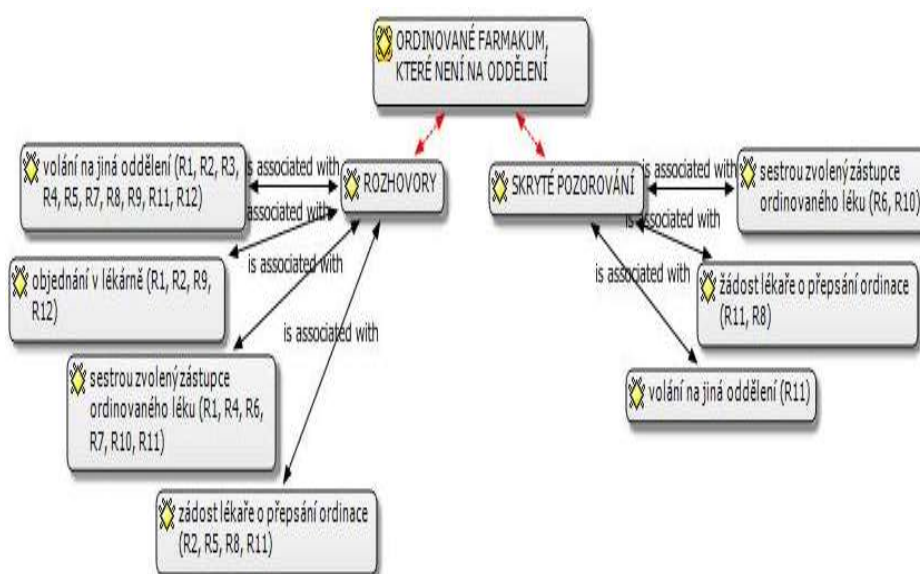 ORDINOVANÉ FARMAKUM,
KTERÉ NENÍ NA ODDĚLENÍ
volání na jiná oddělení (R1, R2, R3,
R4, R5, R7, R8, R9, R11, R12)
is associated with
ROZHOVORY
associated with
objednání v lékárně (R1, R2, R9,
R12)
is associated with
sestrou zvolený zástupce
ordinovaného léku (R1, R4, R6,
R7, R10, R11)
is associated with
žádost lékaře o přepsání ordinace
(R2, R5, R8, R11)
SKRYTÉ POZOROVÁNÍ
is associated with
sestrou zvolený zástupce
ordinovaného léku (R6, R10)
is associated with
žádost lékaře o přepsání ordinace
(R11, R8)
is associated with
volání na jiná oddělení (R11)